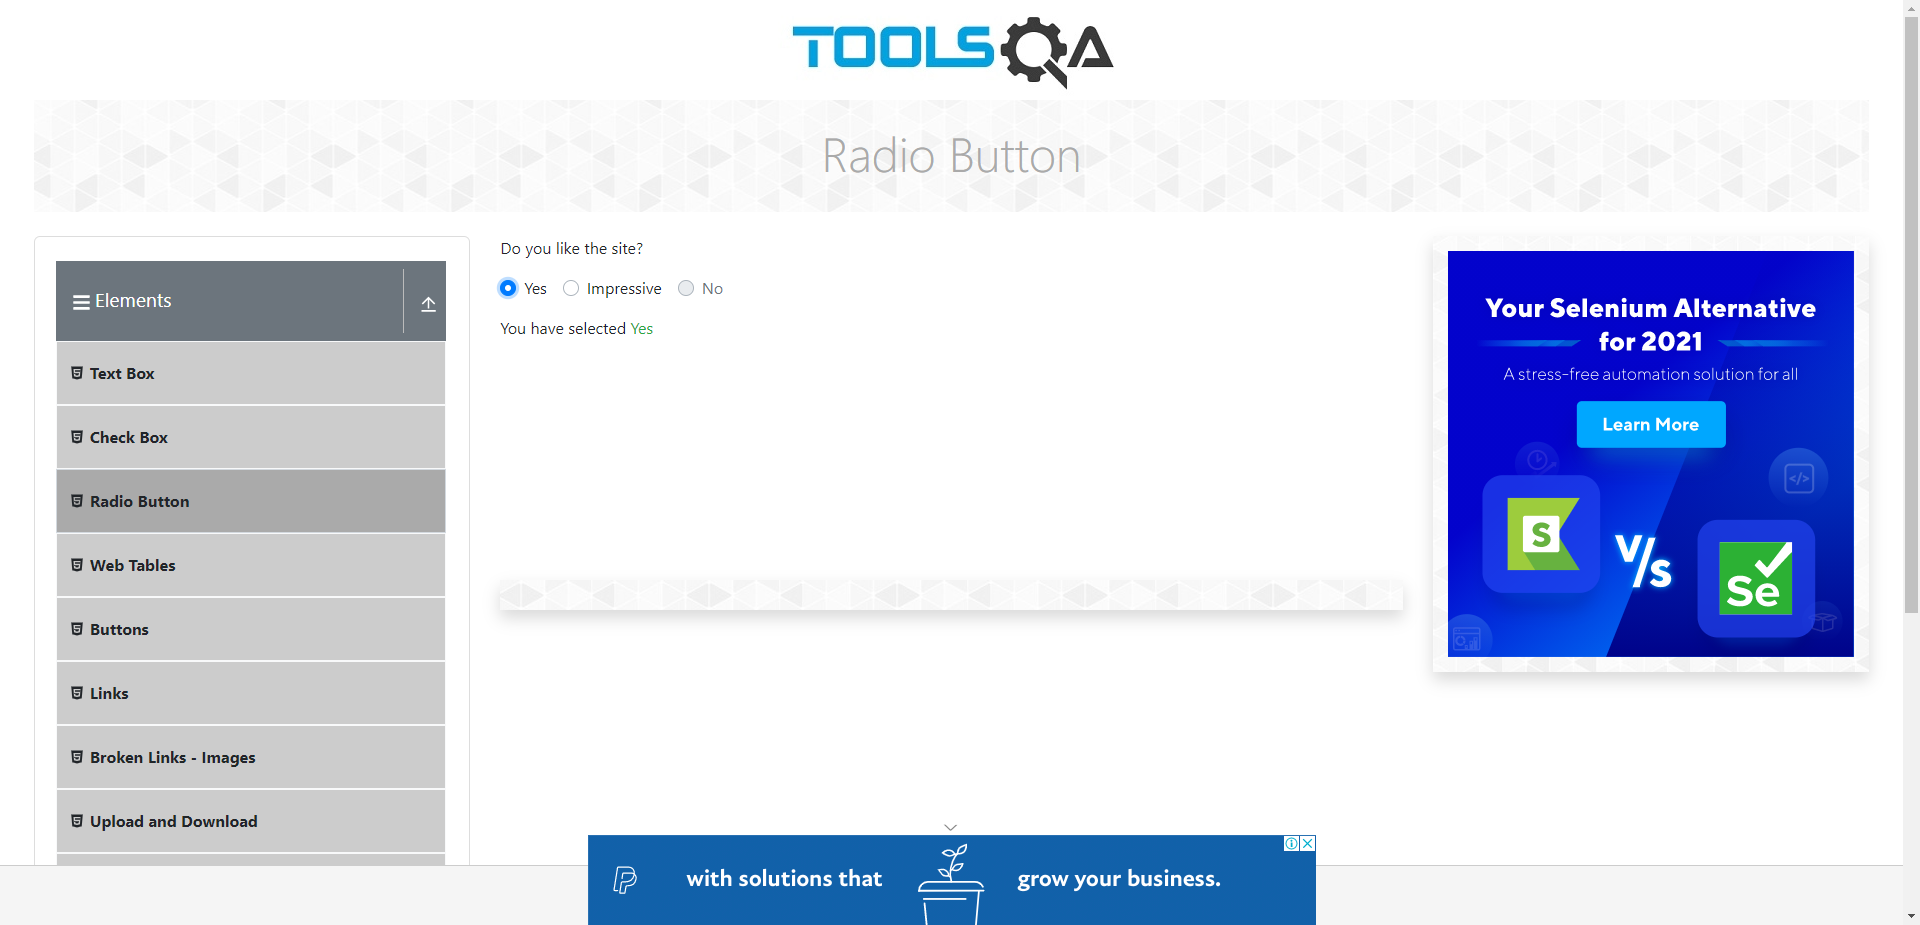 TOOLSQA
Radio Button
Elements
Text Box
Check Box
Radio Button
Web Tables
Buttons
Links
Broken Links - Images
Upload and Download
Do you like the site?
Yes Impressive No
You have selected Yes
Your Selenium Alternative
for 2021
A stress-free automation solution for all
Learn More
</>
S
V/S
Se
with solutions that grow your business.